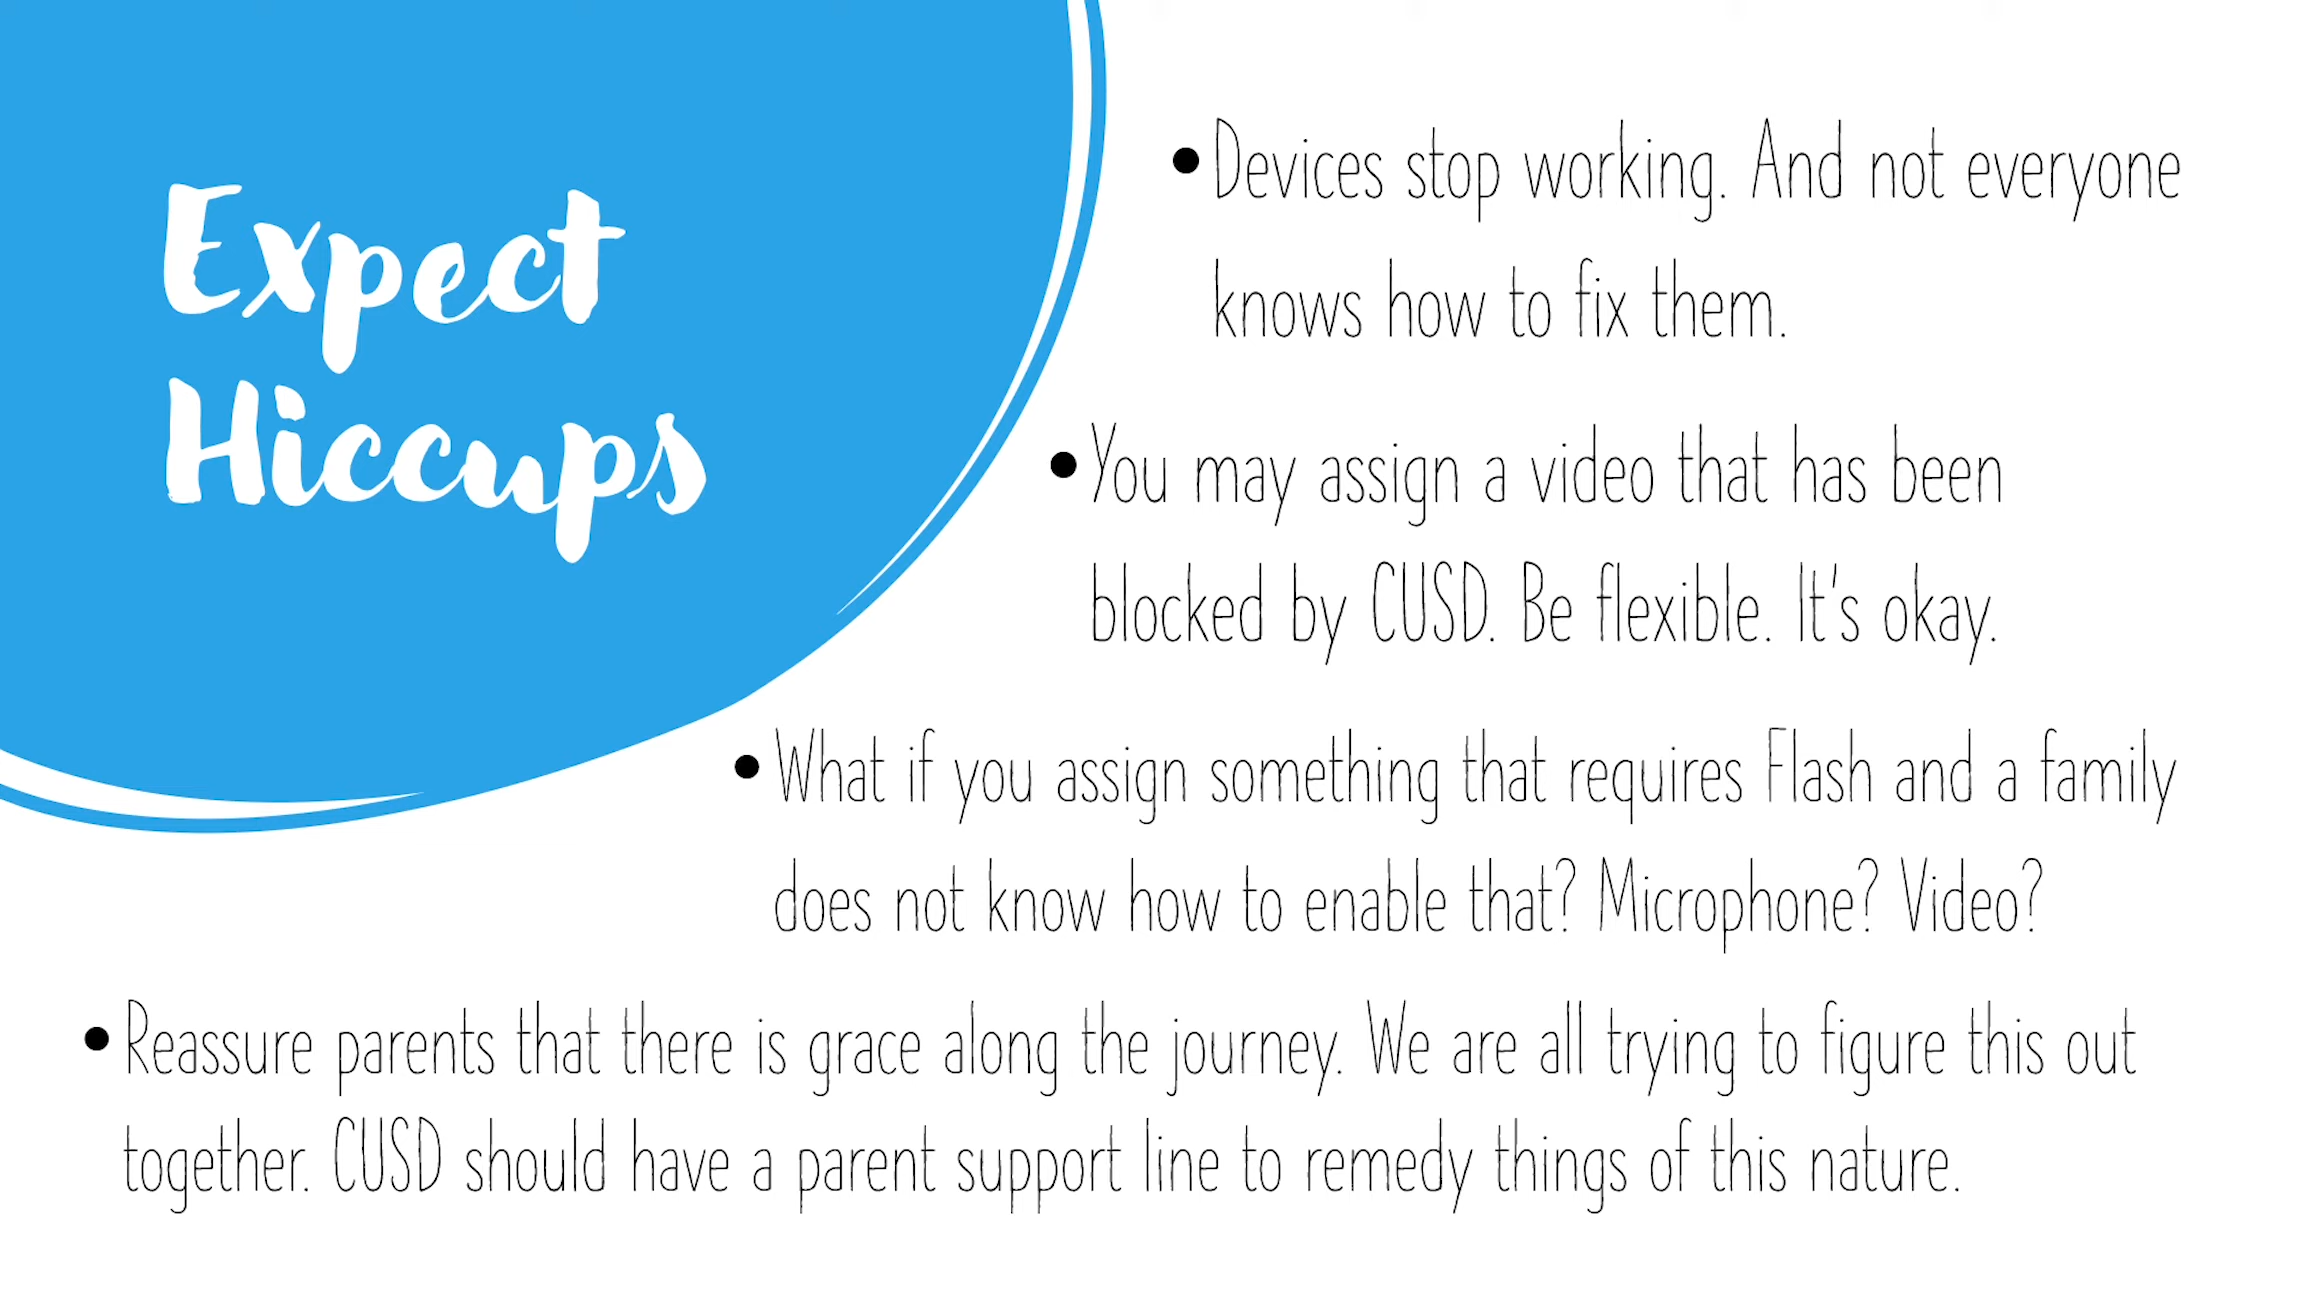 Expect
Hiccups
• Devices stop working. And not everyone
knows how to fix them.
• You may assign a video that has been
blocked by CUSD. Be flexible. It's okay.
• What if you assign something that requires Flash and a family
does not know how to enable that? Microphone? Video?
• Reassure parents that there is grace along the journey. We are all trying to figure this out
together. CUSD should have a parent support line to remedy things of this nature.